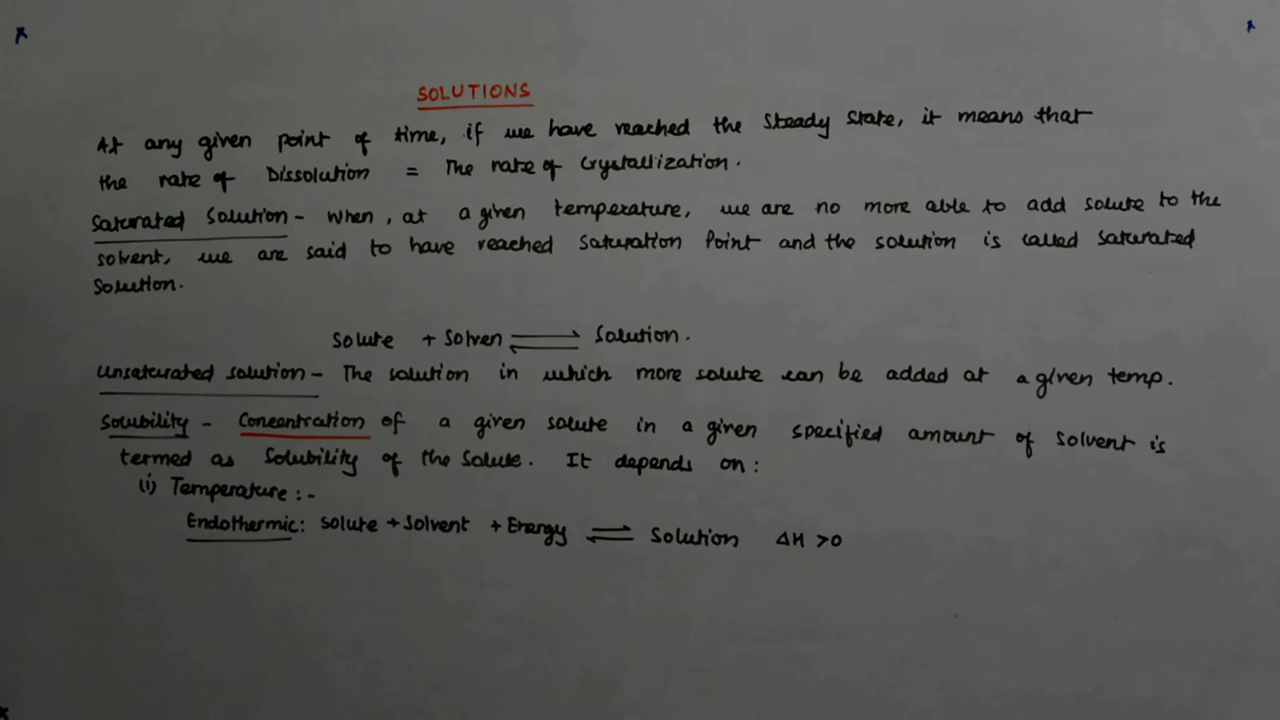 SOLUTIONS
At any given point of time, if we have reached the Steady State, it means that
the rate of Dissolution = The rate of Crystallization.
Saturated Solution - When, at a given temperature, we are no more able to add solute to the
solvent, we are said to have reached Saturation Point and the solution is called Saturated
Solution.
Solute + Solven ⇌ Solution.
Unsaturated solution - The solution in which more solute can be added at a given temp.
Solubility - Concentration of a given solute in a given specified amount of solvent is
termed as Solubility of the Solute. It depends on:
(i) Temperature :-
Endothermic: Solute + Solvent + Energy ⇌ Solution ΔH >0